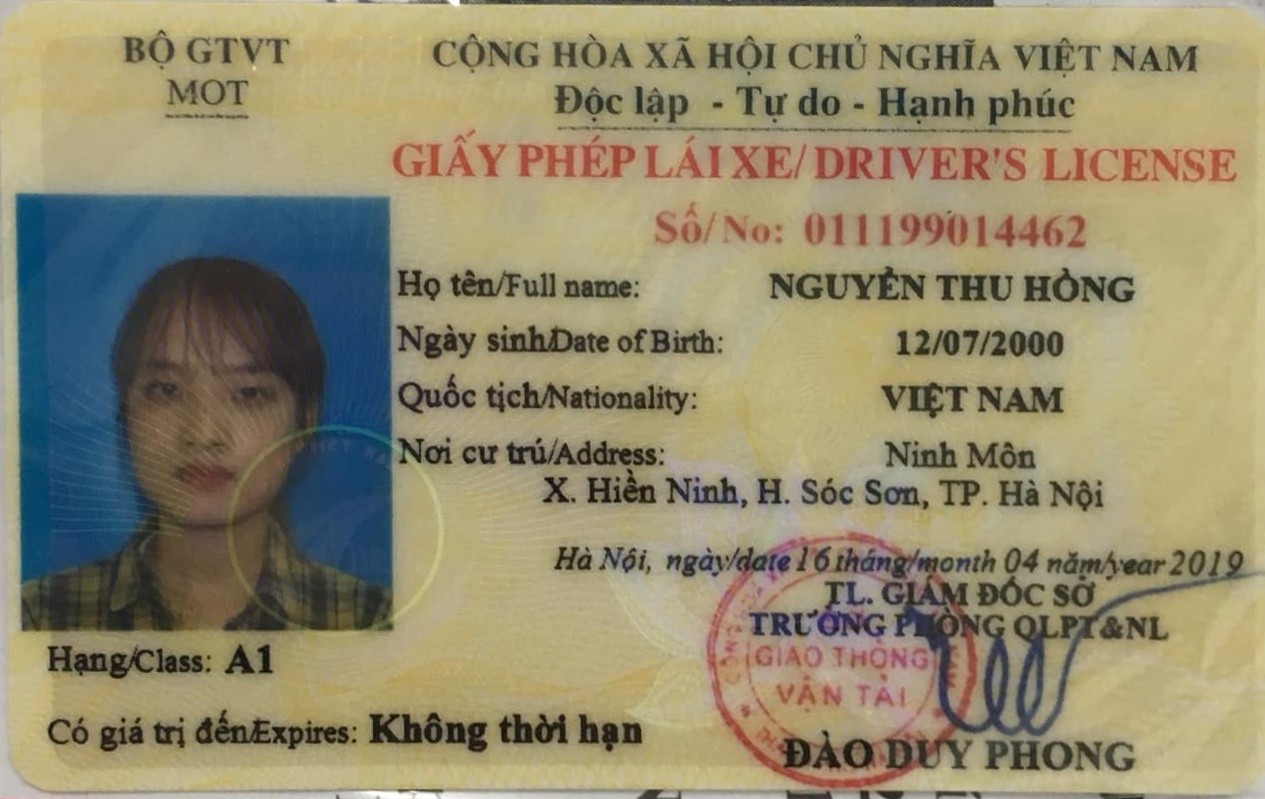 BỘ GTVT
MOT
CỘNG HÒA XÃ HỘI CHỦ NGHĨA VIỆT NAM
Độc lập - Tự do - Hạnh phúc
GIẤY PHÉP LÁI XE/ DRIVER'S LICENSE
Số/ No: 011199014462
Họ tên/Full name: NGUYỄN THU HỒNG
Ngày sinh/Date of Birth: 12/07/2000
Quốc tịch/Nationality: VIỆT NAM
Nơi cư trú/Address: Ninh Môn
X. Hiền Ninh, H. Sóc Sơn, TP. Hà Nội
Hà Nội, ngày/date 16 tháng/month 04 năm/year 2019
TL. GIÁM ĐỐC SỞ
TRƯỞNG PHÒNG QLPT&NL
GIAO THÔNG
VẬN TẢI
ĐÀO DUY PHONG
Hạng/Class: A1
Có giá trị đến/Expires: Không thời hạn